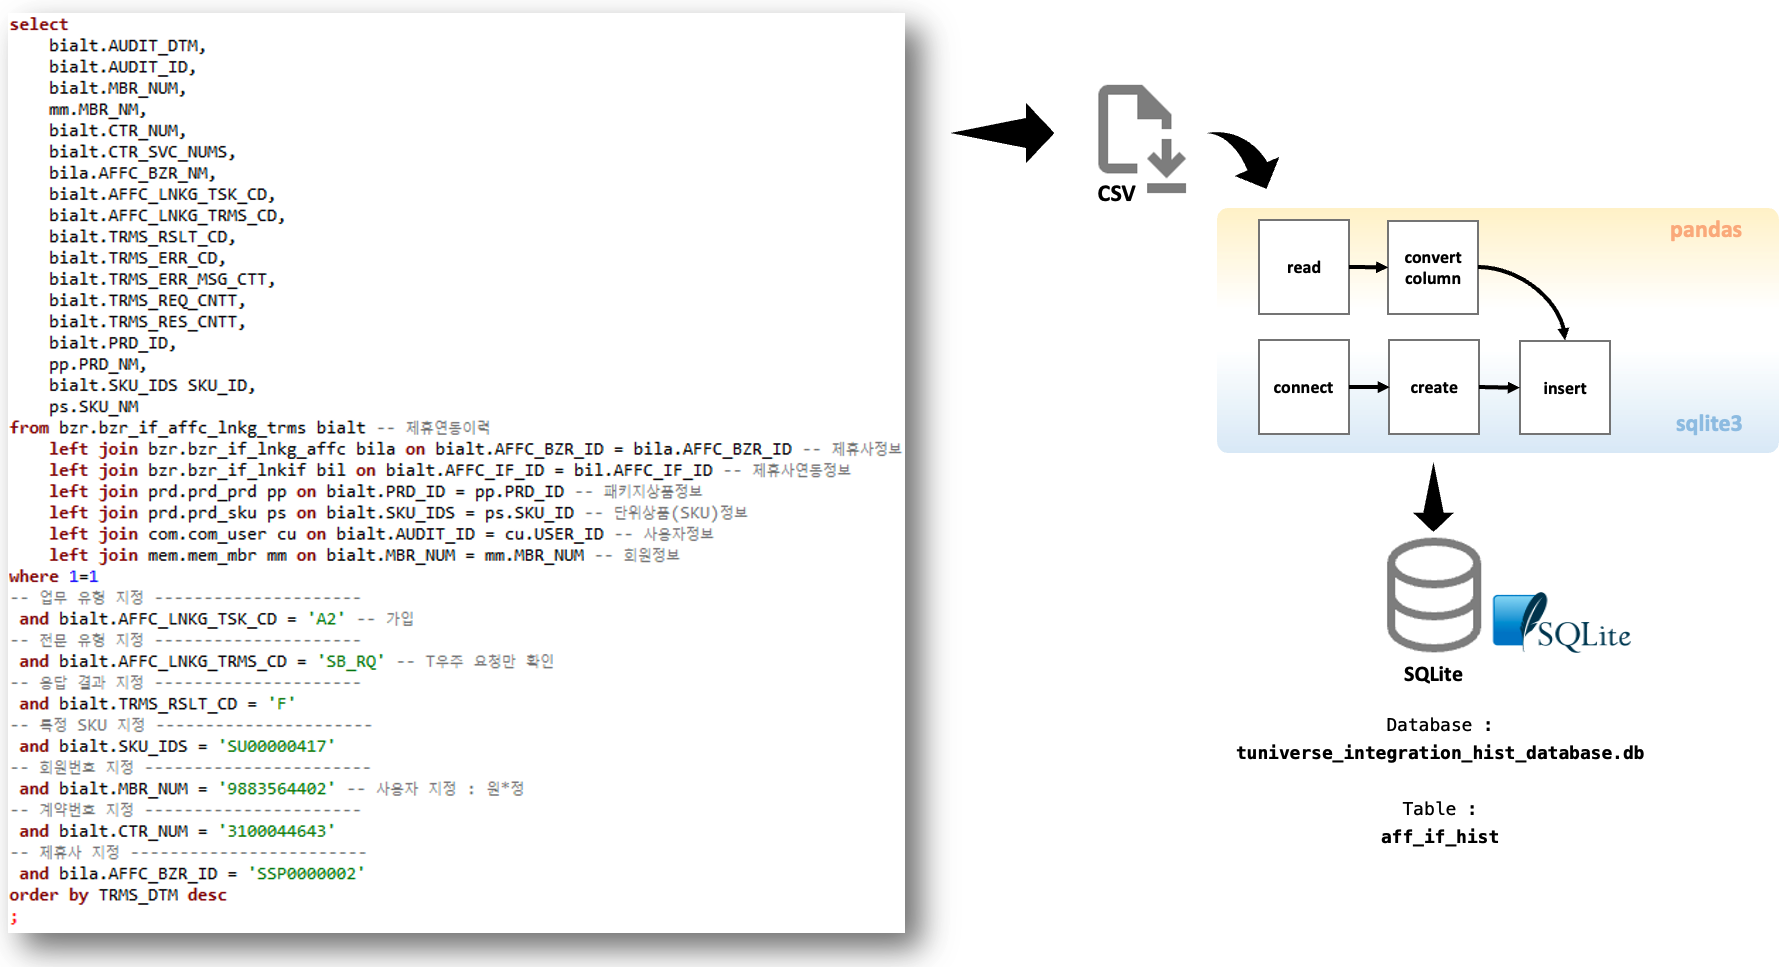 select
    bialt.AUDIT_DTM,
    bialt.AUDIT_ID,
    bialt.MBR_NUM,
    mm.MBR_NM,
    bialt.CTR_NUM,
    bialt.CTR_SVC_NUMS,
    bila.AFFC_BZR_NM,
    bialt.AFFC_LNKG_TSK_CD,
    bialt.AFFC_LNKG_TRMS_CD,
    bialt.TRMS_RSLT_CD,
    bialt.TRMS_ERR_CD,
    bialt.TRMS_ERR_MSG_CTT,
    bialt.TRMS_REQ_CNTT,
    bialt.TRMS_RES_CNTT,
    bialt.PRD_ID,
    pp.PRD_NM,
    bialt.SKU_IDS SKU_ID,
    ps.SKU_NM
from bzr.bzr_if_affc_lnkg_trms bialt -- 제휴연동이력
    left join bzr.bzr_if_lnkg_affc bila on bialt.AFFC_BZR_ID = bila.AFFC_BZR_ID -- 제휴사정보
    left join bzr.bzr_if_lnkif bil on bialt.AFFC_IF_ID = bil.AFFC_IF_ID -- 제휴사연동정보
    left join prd.prd_prd pp on bialt.PRD_ID = pp.PRD_ID -- 패키지상품정보
    left join prd.prd_sku ps on bialt.SKU_IDS = ps.SKU_ID -- 단위상품(SKU)정보
    left join com.com_user cu on bialt.AUDIT_ID = cu.USER_ID -- 사용자정보
    left join mem.mem_mbr mm on bialt.MBR_NUM = mm.MBR_NUM -- 회원정보
where 1=1
-- 업무 유형 지정 ---------------------
 and bialt.AFFC_LNKG_TSK_CD = 'A2' -- 가입
-- 전문 유형 지정 ---------------------
 and bialt.AFFC_LNKG_TRMS_CD = 'SB_RQ' -- T우주 요청만 확인
-- 응답 결과 지정 ---------------------
 and bialt.TRMS_RSLT_CD = 'F'
-- 특정 SKU 지정 ----------------------
 and bialt.SKU_IDS = 'SU00000417'
-- 회원번호 지정 -----------------------
 and bialt.MBR_NUM = '9883564402' -- 사용자 지정 : 원*정
-- 계약번호 지정 ----------------------
 and bialt.CTR_NUM = '3100044643'
-- 제휴사 지정 ------------------------
 and bila.AFFC_BZR_ID = 'SSP0000002'
order by TRMS_DTM desc
;
CSV
pandas
read
convert
column
connect
create
insert
sqlite3
SQLite
SQLite
Database :
tuniverse_integration_hist_database.db
Table :
aff_if_hist